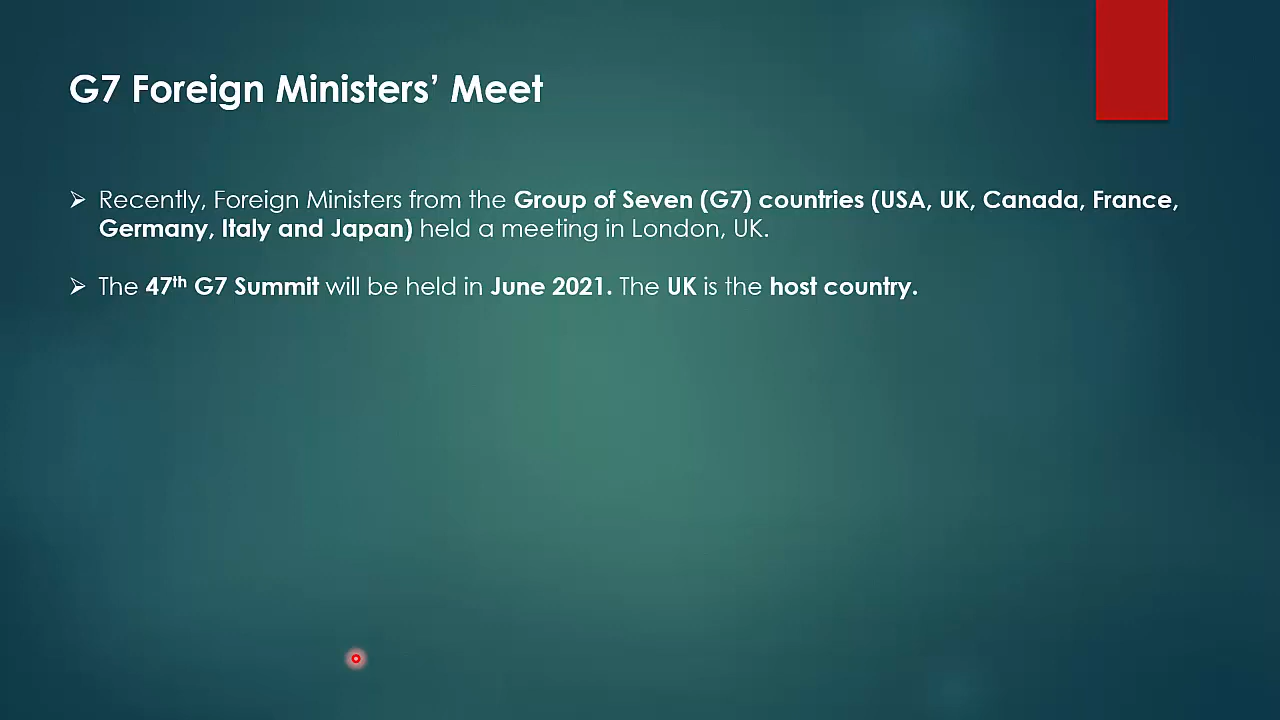 G7 Foreign Ministers’ Meet
Recently, Foreign Ministers from the Group of Seven (G7) countries (USA, UK, Canada, France,
Germany, Italy and Japan) held a meeting in London, UK.
The 47th G7 Summit will be held in June 2021. The UK is the host country.